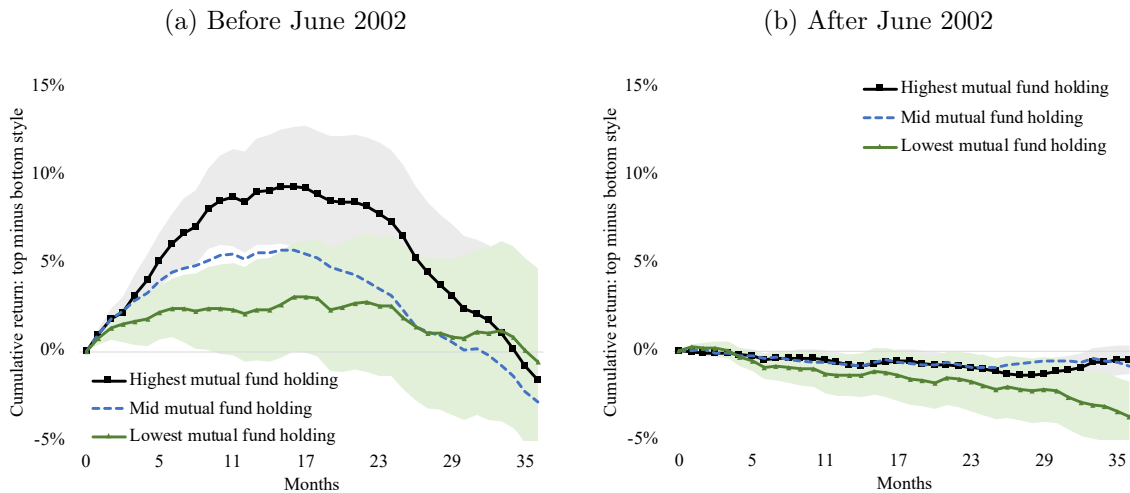 (a) Before June 2002
Cumulative return: top minus bottom style
15%
10%
5%
0%
-5%
Highest mutual fund holding
Mid mutual fund holding
Lowest mutual fund holding
0 5 11 17 23 29 35
Months
(b) After June 2002
Cumulative return: top minus bottom style
15%
10%
5%
0%
-5%
Highest mutual fund holding
Mid mutual fund holding
Lowest mutual fund holding
0 5 11 17 23 29 35
Months